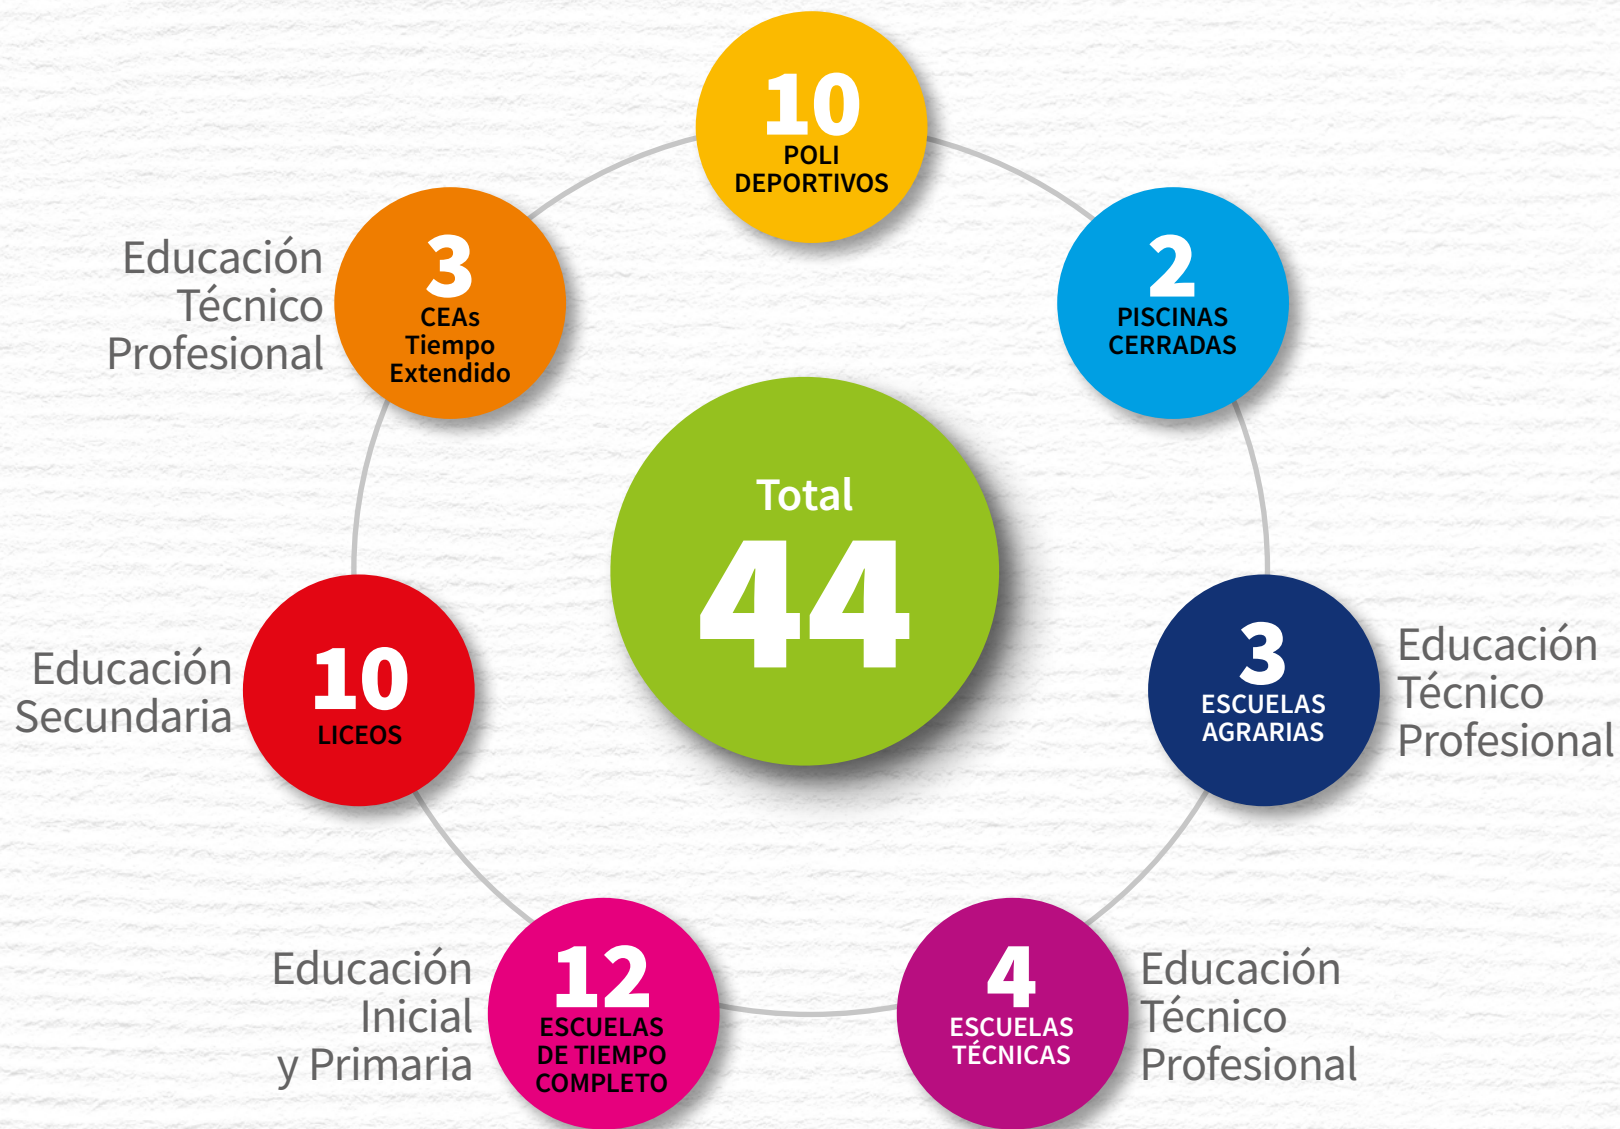 10
POLI
DEPORTIVOS
2
PISCINAS
CERRADAS
3
ESCUELAS
AGRARIAS
Educación
Técnico
Profesional
4
ESCUELAS
TÉCNICAS
Educación
Técnico
Profesional
12
ESCUELAS
DE TIEMPO
COMPLETO
Educación
Inicial
y Primaria
10
LICEOS
Educación
Secundaria
3
CEAs
Tiempo
Extendido
Educación
Técnico
Profesional
Total
44